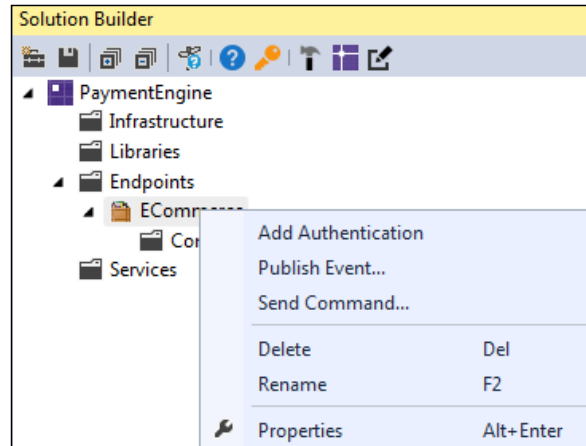 Solution Builder
PaymentEngine
Infrastructure
Libraries
Endpoints
ECommerce
Services
Add Authentication
Publish Event...
Send Command...
Delete Del
Rename F2
Properties Alt+Enter